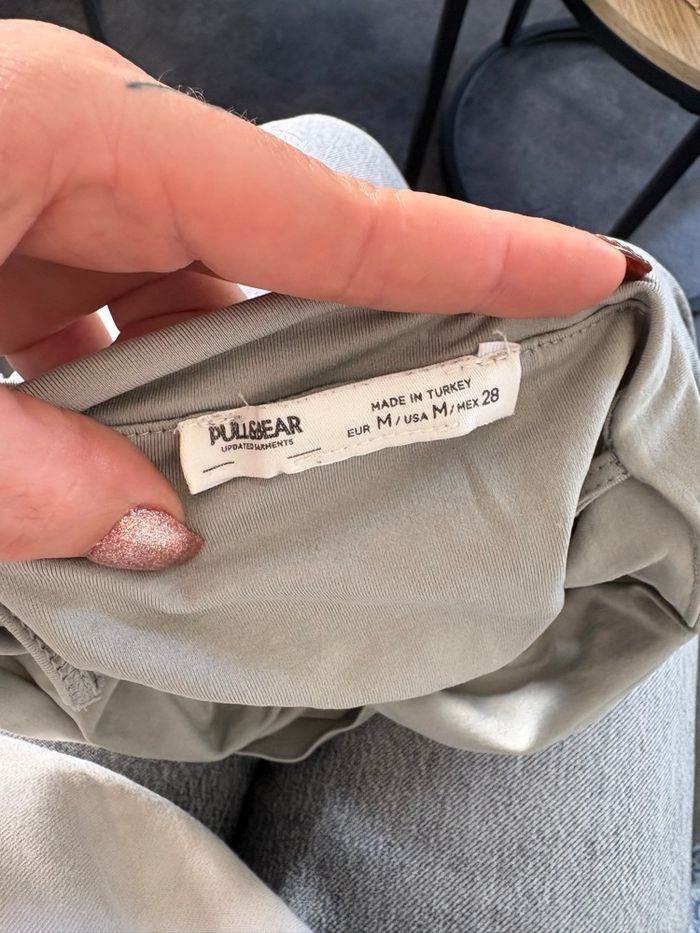 PULL&BEAR
UPDATED GARMENTS
MADE IN TURKEY
EUR M / USA M / MEX 28